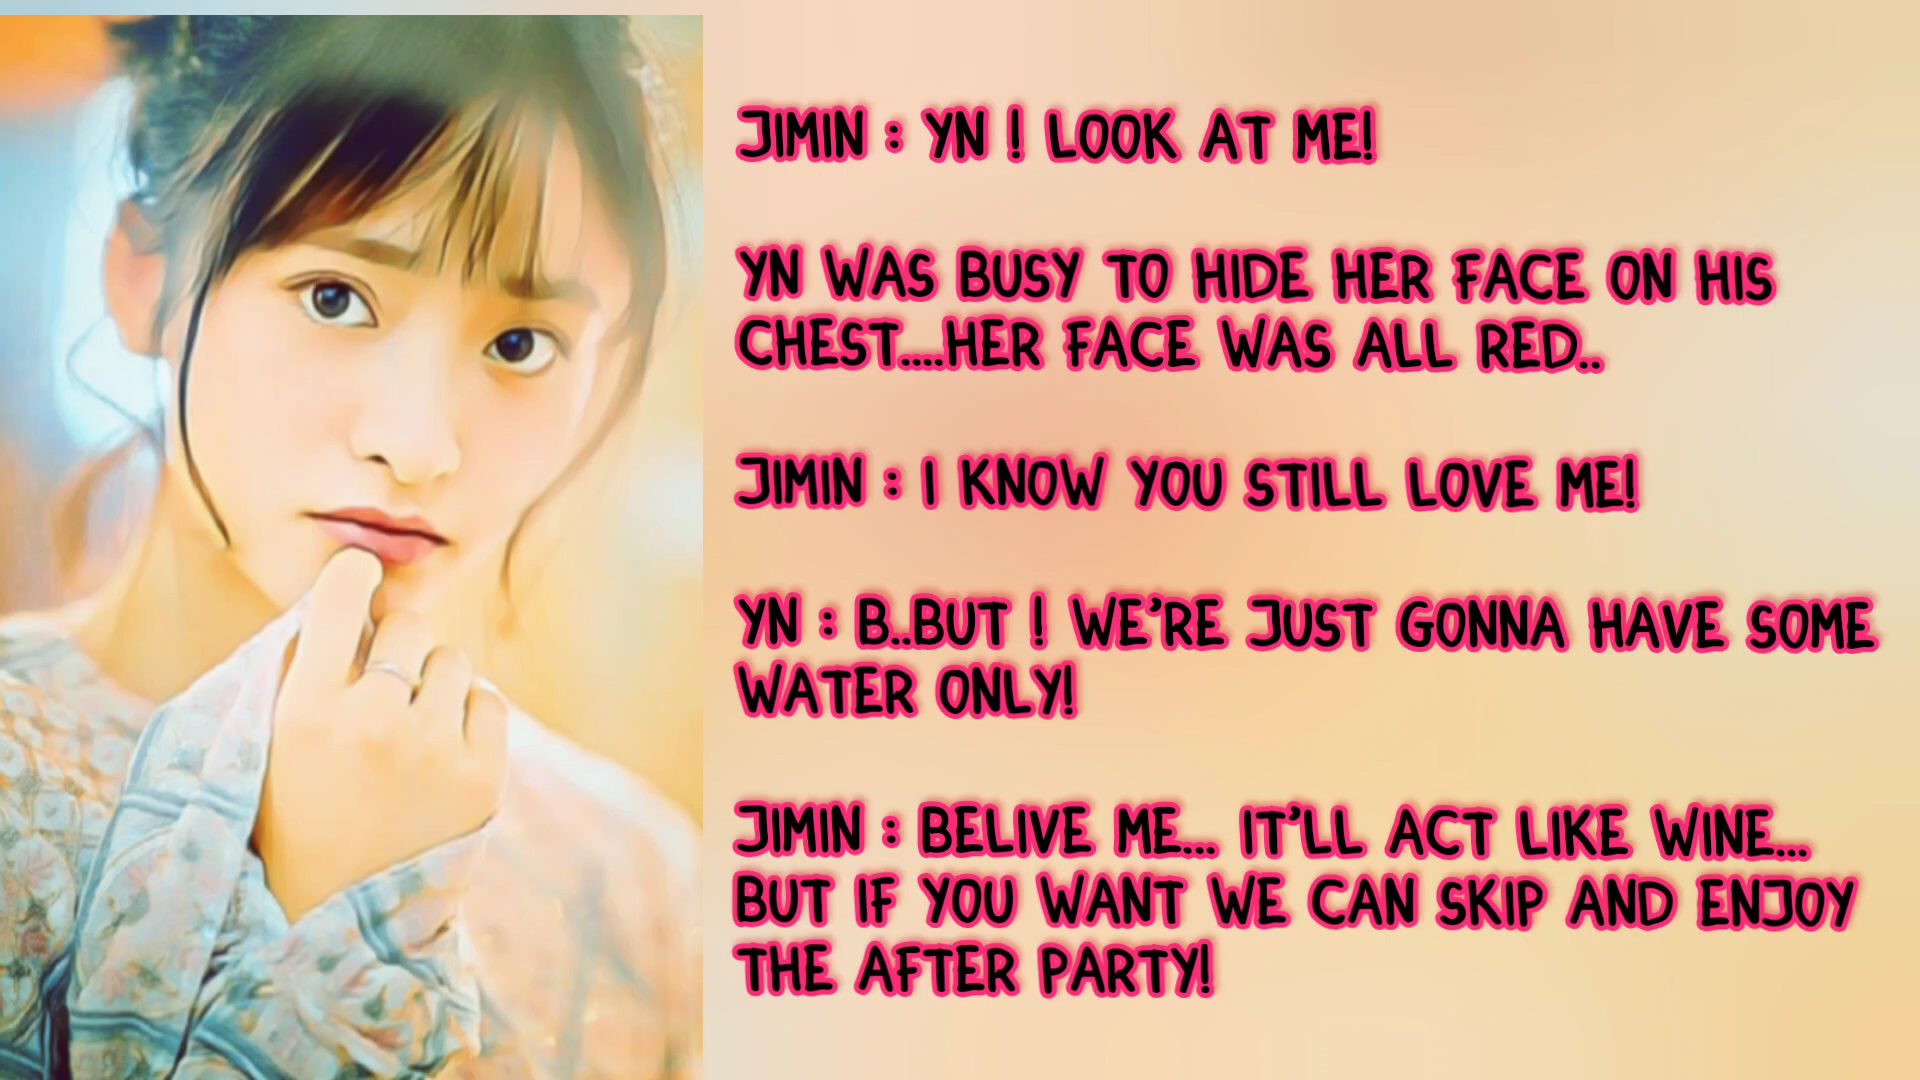 JIMIN : YN ! LOOK AT ME!
YN WAS BUSY TO HIDE HER FACE ON HIS
CHEST....HER FACE WAS ALL RED..
JIMIN : I KNOW YOU STILL LOVE ME!
YN : B..BUT ! WE'RE JUST GONNA HAVE SOME
WATER ONLY!
JIMIN : BELIVE ME... IT'LL ACT LIKE WINE...
BUT IF YOU WANT WE CAN SKIP AND ENJOY
THE AFTER PARTY!